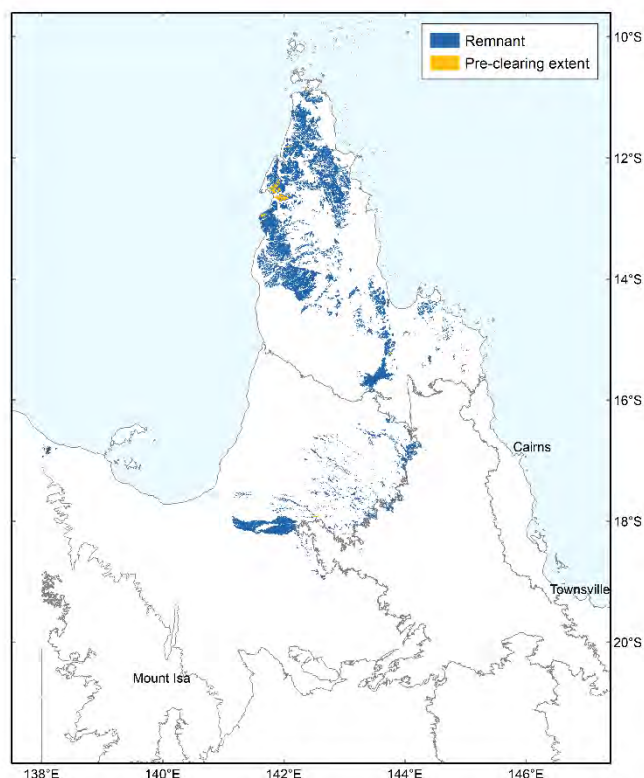 Remnant
Pre-clearing extent
10°S
12°S
14°S
16°S
Cairns
18°S
Townsville
20°S
Mount Isa
138°E
140°E
142°E
144°E
146°E